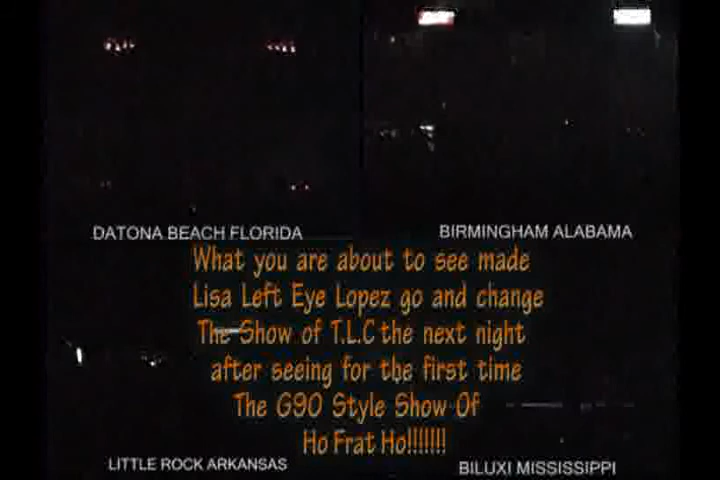 DATONA BEACH FLORIDA
BIRMINGHAM ALABAMA
What you are about to see made
Lisa Left Eye Lopez go and change
The Show of T.L.C the next night
after seeing for the first time
The G90 Style Show Of
Ho Frat Ho!!!!!!!
LITTLE ROCK ARKANSAS
BILUXI MISSISSIPPI